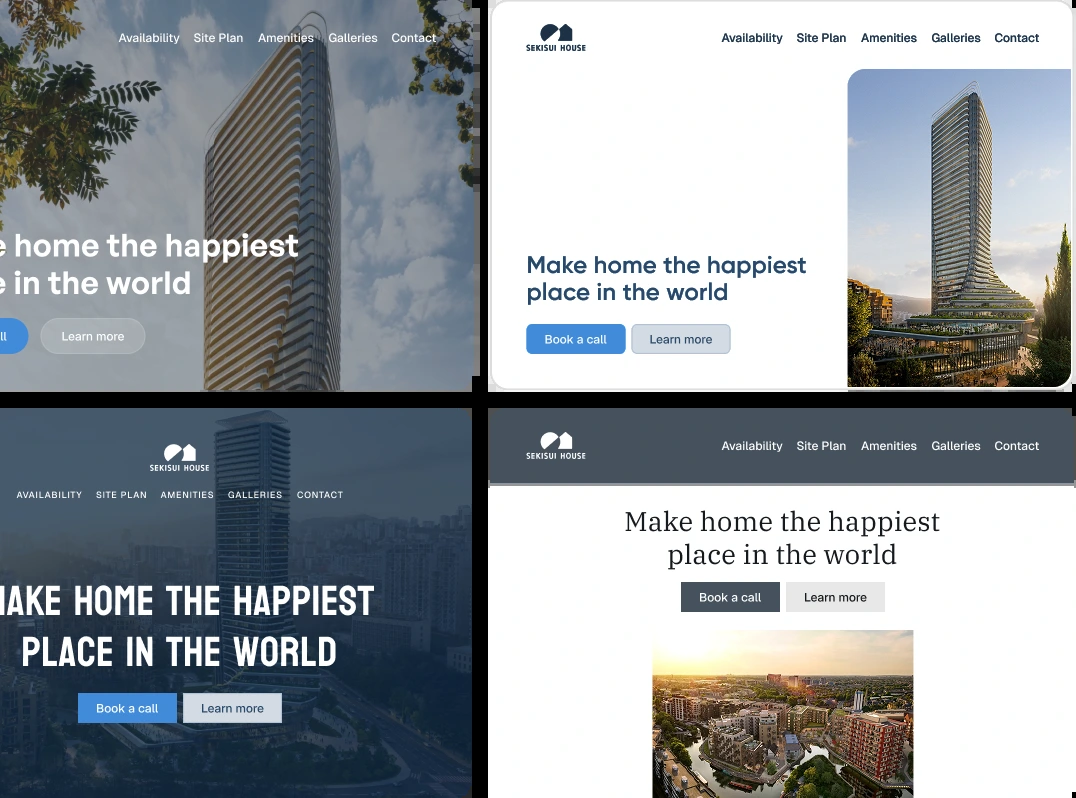 Availability Site Plan Amenities Galleries Contact
e home the happiest
e in the world
ll Learn more
SEKISUI HOUSE
Availability Site Plan Amenities Galleries Contact
Make home the happiest
place in the world
Book a call Learn more
SEKISUI HOUSE
AVAILABILITY SITE PLAN AMENITIES GALLERIES CONTACT
MAKE HOME THE HAPPIEST
PLACE IN THE WORLD
Book a call Learn more
SEKISUI HOUSE
Availability Site Plan Amenities Galleries Contact
Make home the happiest
place in the world
Book a call Learn more